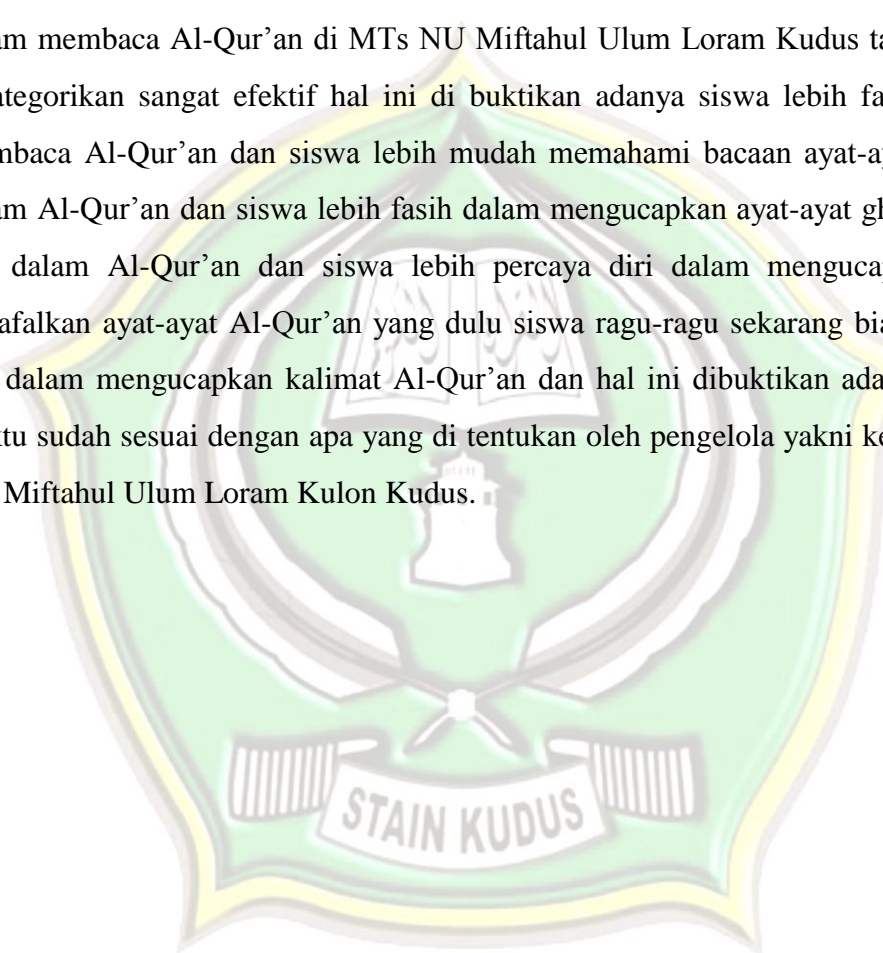 am membaca Al-Qur’an di MTs NU Miftahul Ulum Loram Kudus ta
ategorikan sangat efektif hal ini di buktikan adanya siswa lebih fa
mbaca Al-Qur’an dan siswa lebih mudah memahami bacaan ayat-ay
am Al-Qur’an dan siswa lebih fasih dalam mengucapkan ayat-ayat gh
dalam Al-Qur’an dan siswa lebih percaya diri dalam mengucap
afalkan ayat-ayat Al-Qur’an yang dulu siswa ragu-ragu sekarang bia
dalam mengucapkan kalimat Al-Qur’an dan hal ini dibuktikan ada
ktu sudah sesuai dengan apa yang di tentukan oleh pengelola yakni ke
Miftahul Ulum Loram Kulon Kudus.
STAIN KUDUS